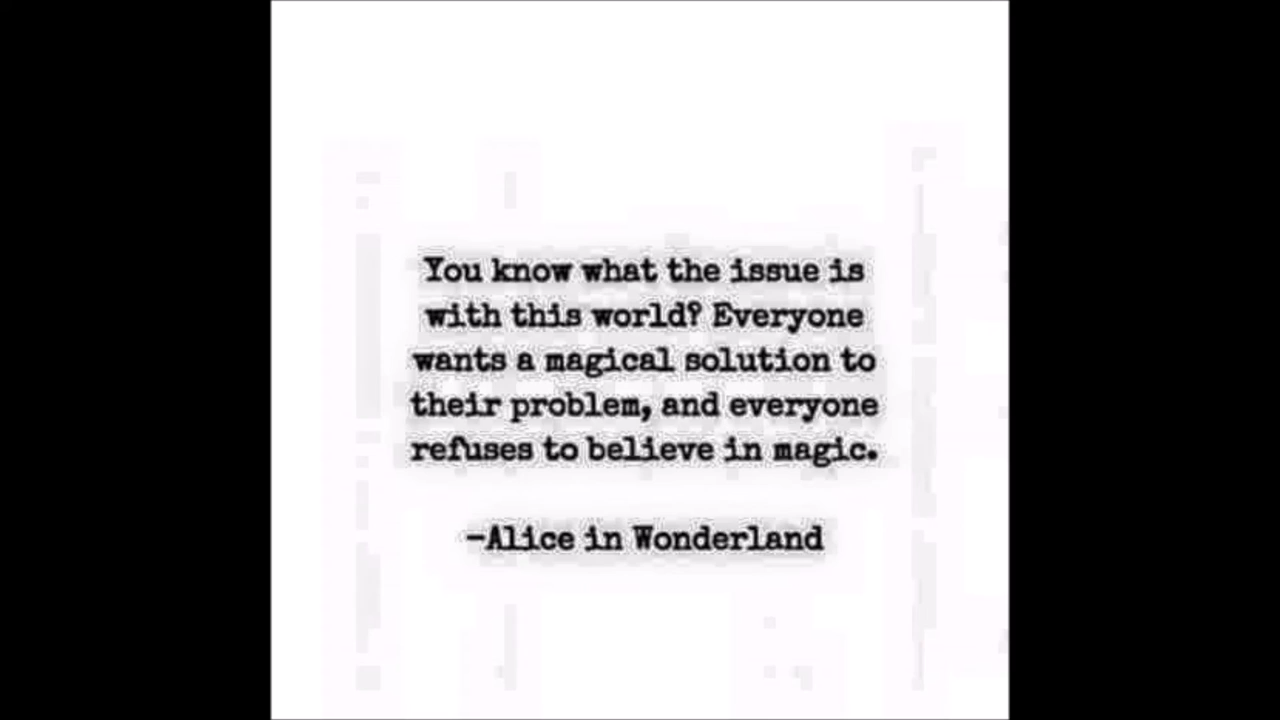 You know what the issue is
with this world? Everyone
wants a magical solution to
their problem, and everyone
refuses to believe in magic.
-Alice in Wonderland